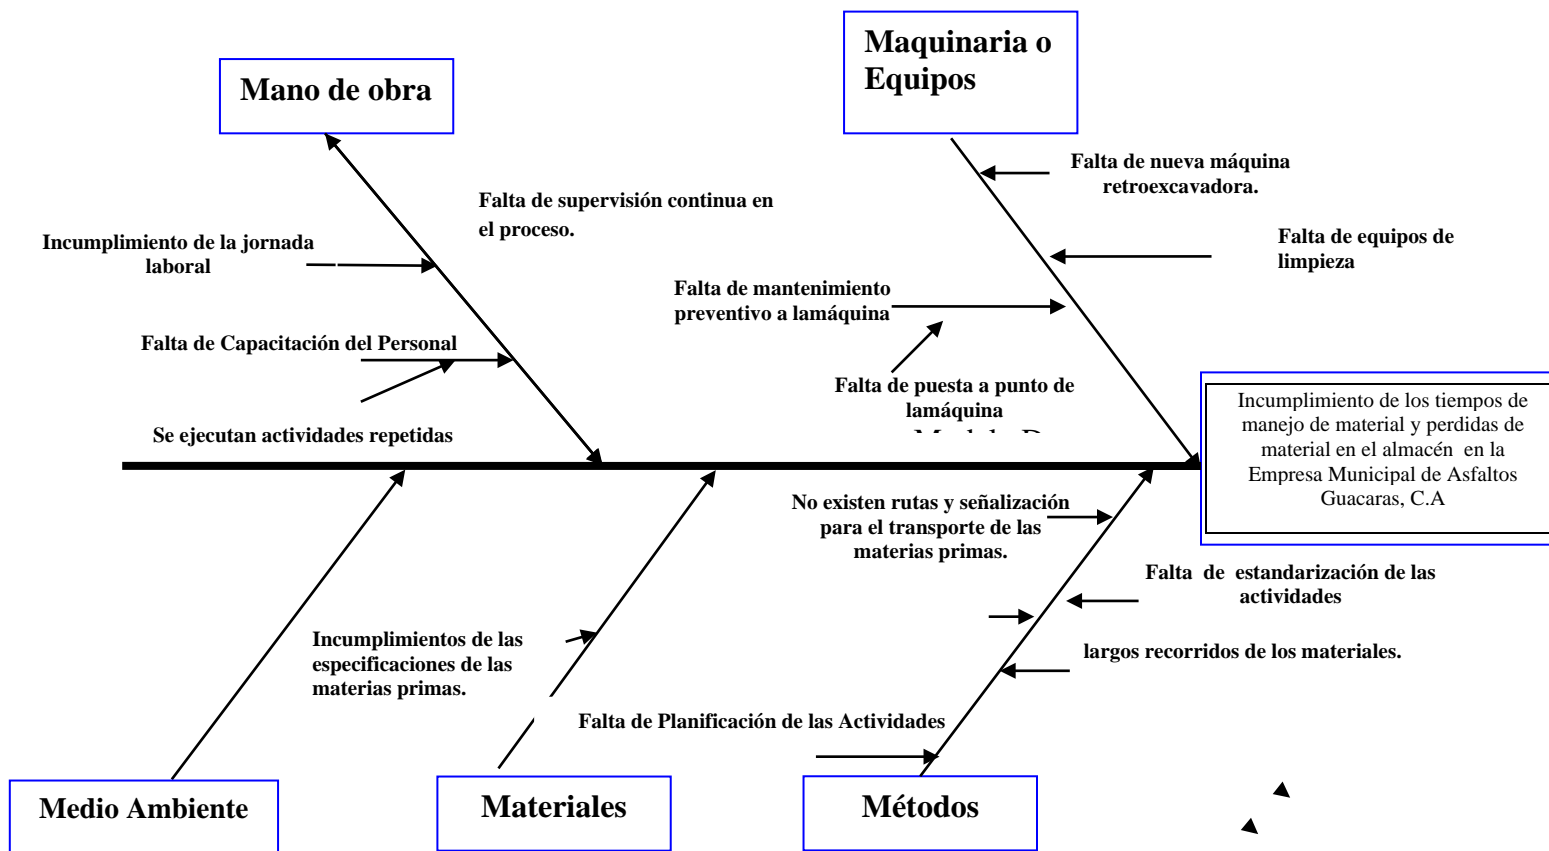 Mano de obra
Maquinaria o
Equipos
Falta de nueva máquina
retroexcavadora.
Falta de supervisión continua en
el proceso.
Incumplimiento de la jornada
laboral
Falta de equipos de
limpieza
Falta de mantenimiento
preventivo a lamáquina
Falta de Capacitación del Personal
Falta de puesta a punto de
lamáquina
Se ejecutan actividades repetidas
Incumplimiento de los tiempos de
manejo de material y perdidas de
material en el almacén en la
Empresa Municipal de Asfaltos
Guacaras, C.A
No existen rutas y señalización
para el transporte de las
materias primas.
Falta de estandarización de las
actividades
Incumplimientos de las
especificaciones de las
materias primas.
largos recorridos de los materiales.
Falta de Planificación de las Actividades
Medio Ambiente
Materiales
Métodos